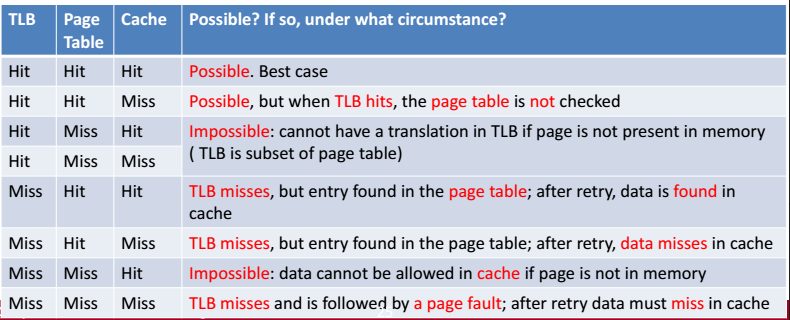 TLB Page Table Cache Possible? If so, under what circumstance?
Hit Hit Hit Possible. Best case
Hit Hit Miss Possible, but when TLB hits, the page table is not checked
Hit Miss Hit Impossible: cannot have a translation in TLB if page is not present in memory
Hit Miss Miss ( TLB is subset of page table)
Miss Hit Hit TLB misses, but entry found in the page table; after retry, data is found in
cache
Miss Hit Miss TLB misses, but entry found in the page table; after retry, data misses in cache
Miss Miss Hit Impossible: data cannot be allowed in cache if page is not in memory
Miss Miss Miss TLB misses and is followed by a page fault; after retry data must miss in cache